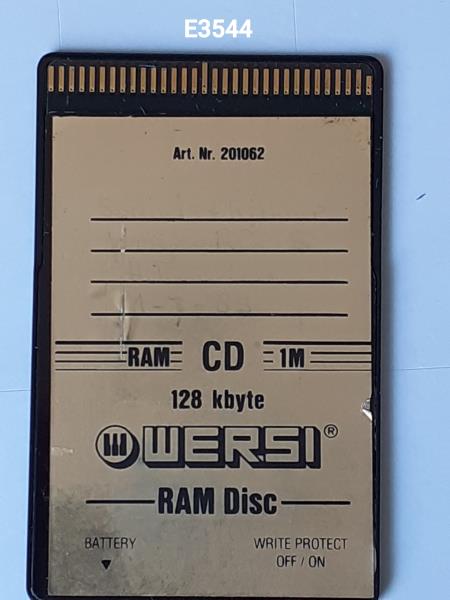 E3544
Art. Nr. 201062
RAM CD 1M
128 kbyte
WERSI®
RAM Disc
BATTERY WRITE PROTECT
▼ OFF / ON